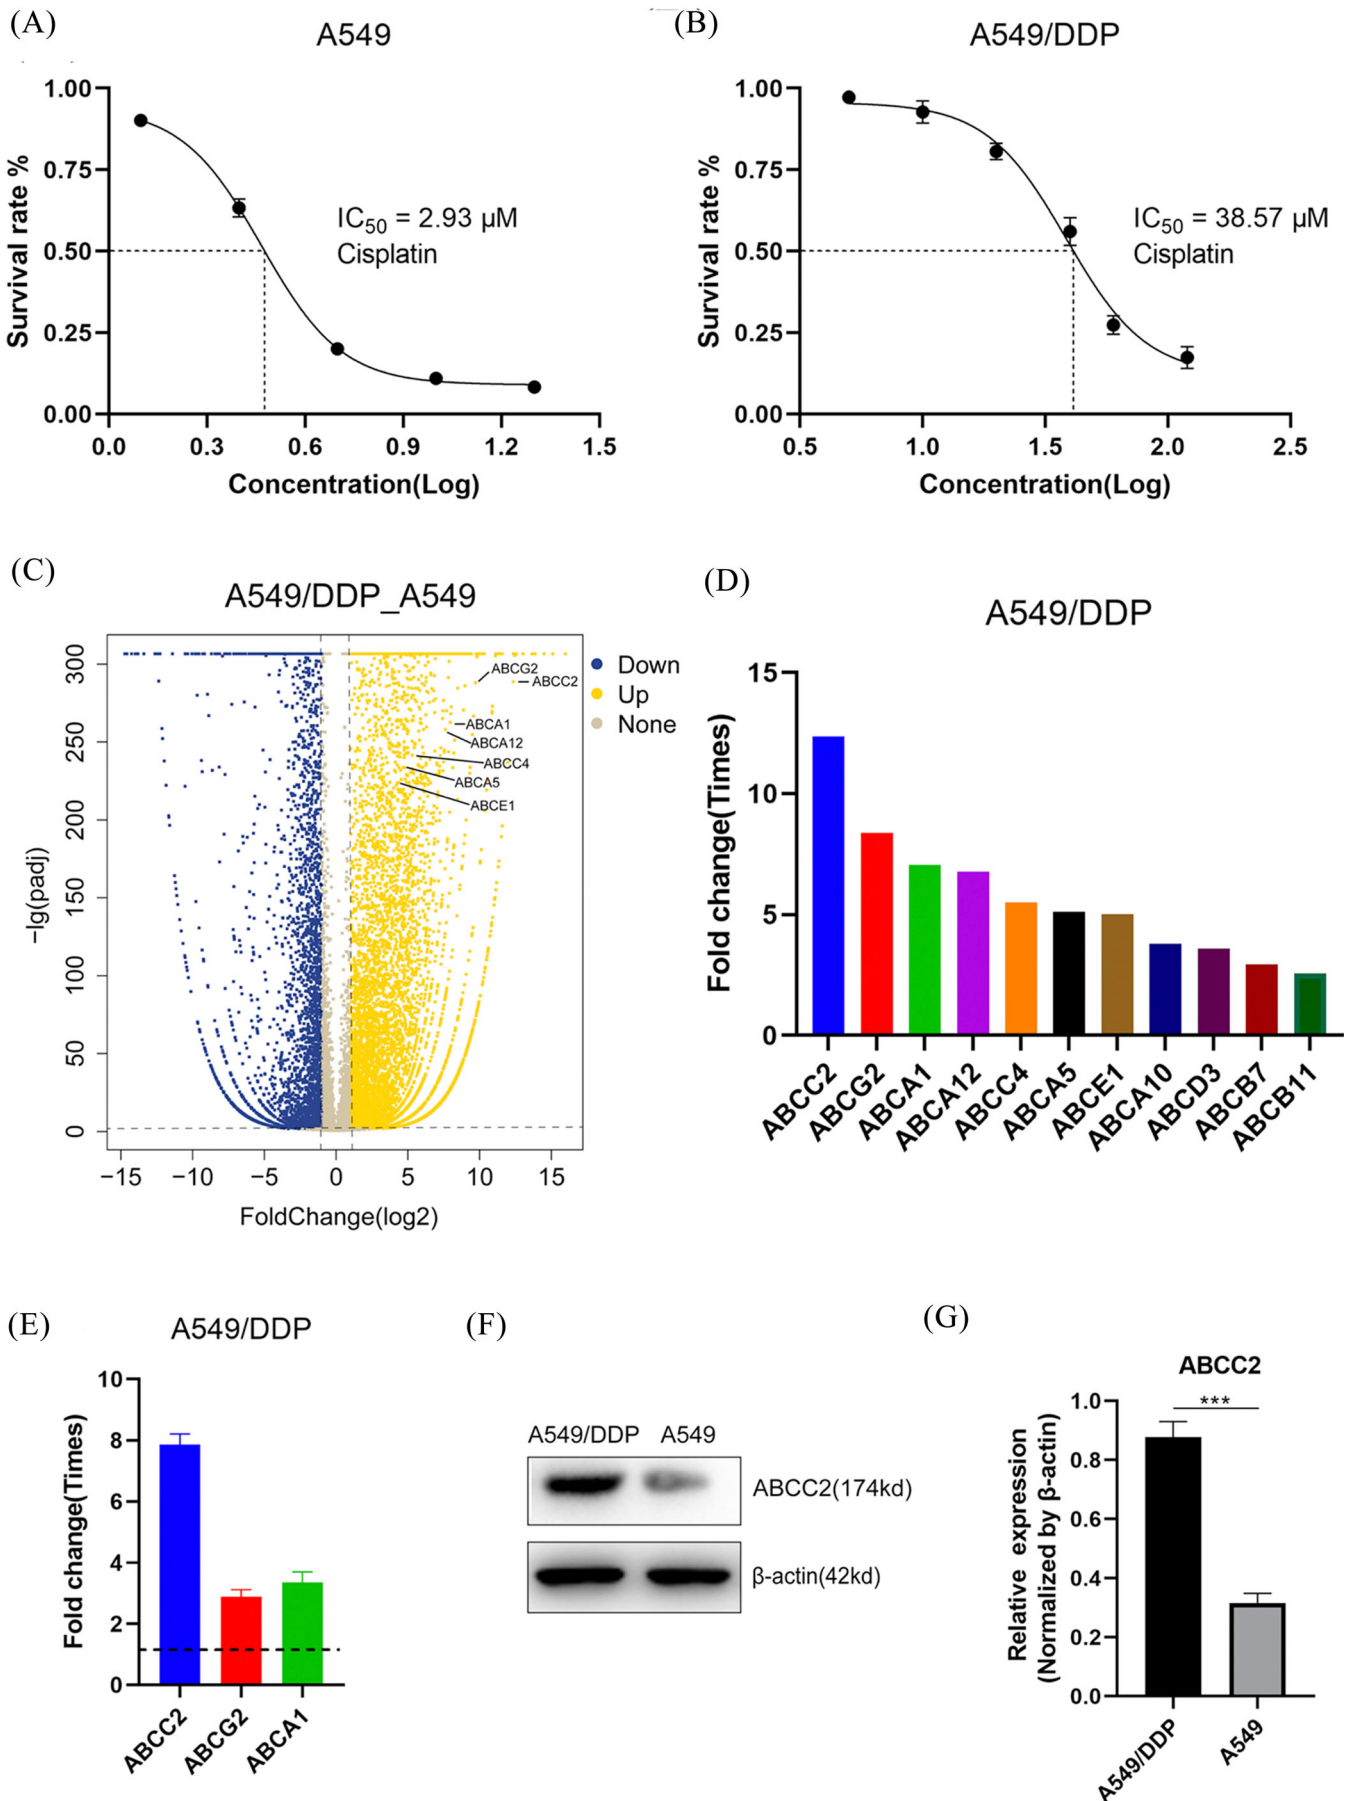 (A)
A549
1.00
0.75
0.50
0.25
0.00
Survival rate %
IC50 = 2.93 μM
Cisplatin
0.0 0.3 0.6 0.9 1.2 1.5
Concentration(Log)
(B)
A549/DDP
1.00
0.75
0.50
0.25
0.00
Survival rate %
IC50 = 38.57 μM
Cisplatin
0.5 1.0 1.5 2.0 2.5
Concentration(Log)
(C)
A549/DDP_A549
300
250
200
150
100
50
0
−lg(padj)
ABCG2
ABCC2
ABCA1
ABCA12
ABCC4
ABCA5
ABCE1
Down
Up
None
−15 −10 −5 0 5 10 15
FoldChange(log2)
(D)
A549/DDP
15
10
5
0
Fold change(Times)
ABCC2 ABCG2 ABCA1 ABCA12 ABCC4 ABCA5 ABCE1 ABCA10 ABCD3 ABCB7 ABCB11
(E)
A549/DDP
10
8
6
4
2
0
Fold change(Times)
ABCC2 ABCG2 ABCA1
(F)
A549/DDP A549
ABCC2(174kd)
β-actin(42kd)
(G)
ABCC2
***
1.0
0.8
0.6
0.4
0.2
0.0
Relative expression
(Normalized by β-actin)
A549/DDP A549